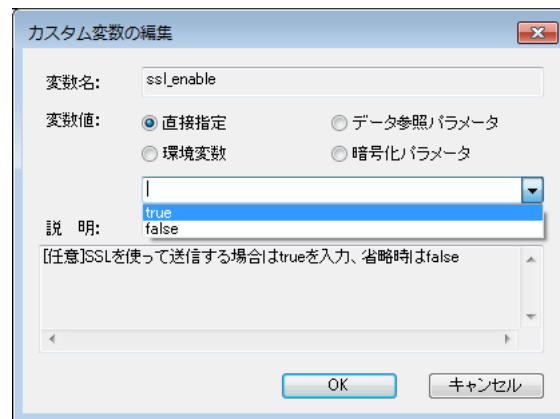 カスタム変数の編集
変数名: ssl_enable
変数値: 直接指定 データ参照パラメータ
環境変数 暗号化パラメータ
true
false
説 明:
[任意]SSLを使って送信する場合はtrueを入力、省略時はfalse
OK キャンセル